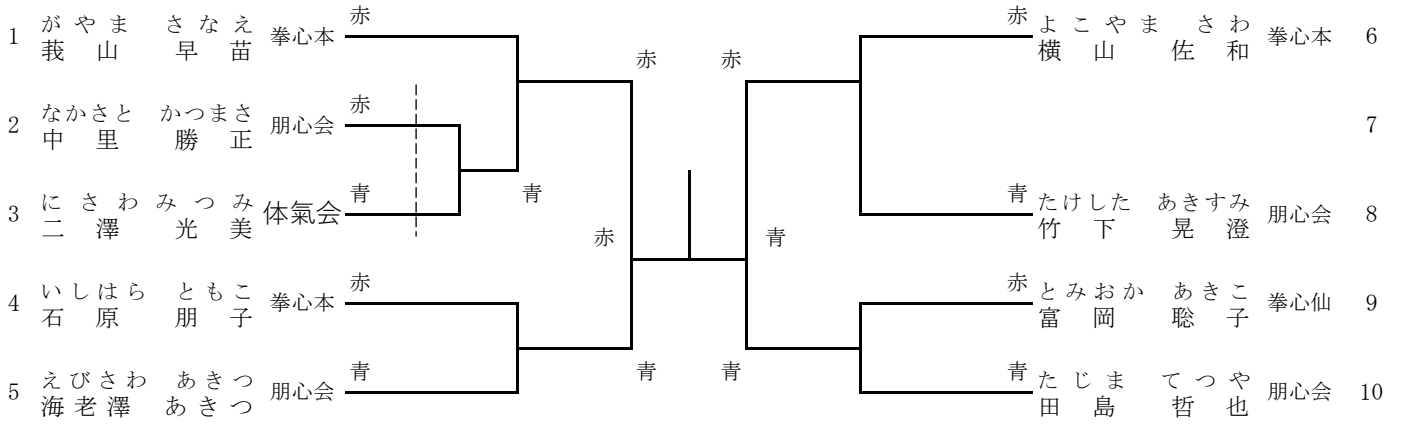 赤
がやま さなえ
1 莪山 早苗 拳心本
赤
なかさと かつまさ
2 中里 勝正 朋心会
赤
青
にさわ みつみ
3 二澤 光美 体氣会
青
赤
いしはら ともこ
4 石原 朋子 拳心本
赤
えびさわ あきつ
5 海老澤 あきつ 朋心会
青
青
赤
赤
よこやま さわ
横山 佐和 拳心本 6
7
青
たけした あきすみ
竹下 晃澄 朋心会 8
青
赤
とみおか あきこ
富岡 聡子 拳心仙 9
青
青
たじま てつや
田島 哲也 朋心会 10